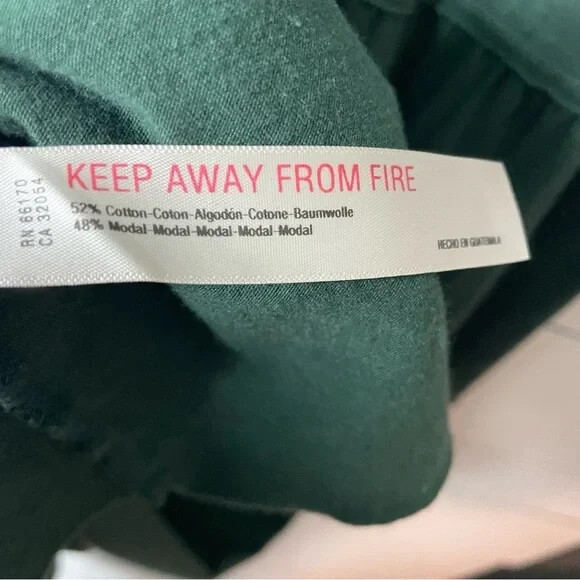 RN 66170
CA 32054
KEEP AWAY FROM FIRE
52% Cotton-Coton-Algodón-Cotone-Baumwolle
48% Modal-Modal-Modal-Modal-Modal
HECHO EN GUATEMALA